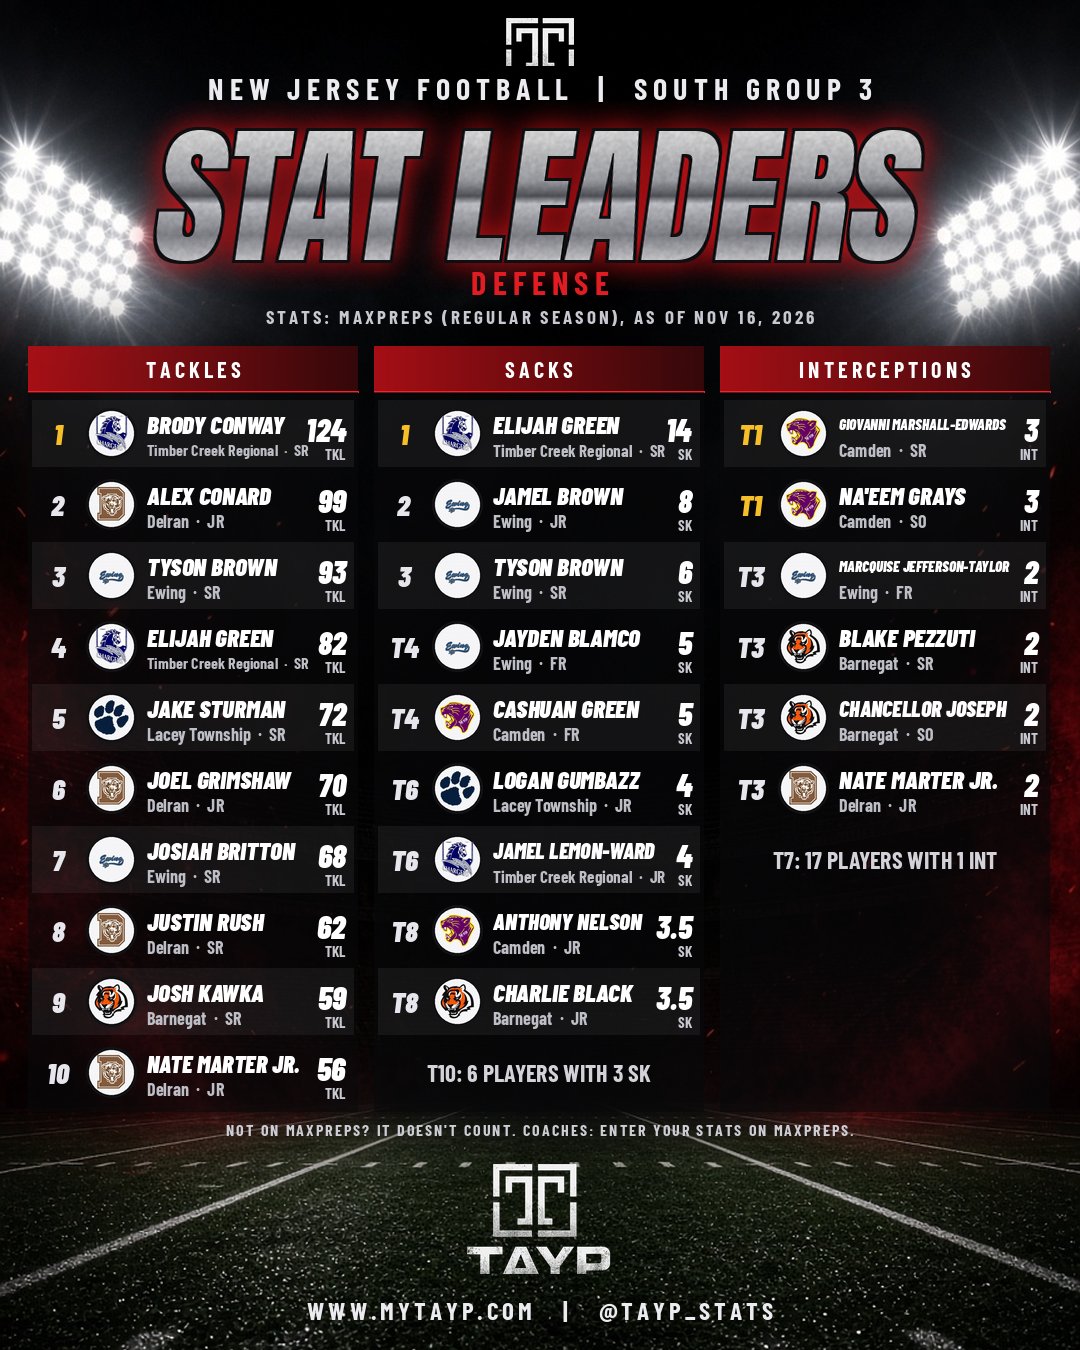 NEW JERSEY FOOTBALL | SOUTH GROUP 3
STAT LEADERS
DEFENSE
STATS: MAXPREPS (REGULAR SEASON), AS OF NOV 16, 2026
TACKLES
1 BRODY CONWAY 124
Timber Creek Regional · SR TKL
2 ALEX CONARD 99
Delran · JR TKL
3 TYSON BROWN 93
Ewing · SR TKL
4 ELIJAH GREEN 82
Timber Creek Regional · SR TKL
5 JAKE STURMAN 72
Lacey Township · SR TKL
6 JOEL GRIMSHAW 70
Delran · JR TKL
7 JOSIAH BRITTON 68
Ewing · SR TKL
8 JUSTIN RUSH 62
Delran · SR TKL
9 JOSH KAWKA 59
Barnegat · SR TKL
10 NATE MARTER JR. 56
Delran · JR TKL
SACKS
1 ELIJAH GREEN 14
Timber Creek Regional · SR SK
2 JAMEL BROWN 8
Ewing · JR SK
3 TYSON BROWN 6
Ewing · SR SK
T4 JAYDEN BLAMCO 5
Ewing · FR SK
T4 CASHUAN GREEN 5
Camden · FR SK
T6 LOGAN GUMBAZZ 4
Lacey Township · JR SK
T6 JAMEL LEMON-WARD 4
Timber Creek Regional · JR SK
T8 ANTHONY NELSON 3.5
Camden · JR SK
T8 CHARLIE BLACK 3.5
Barnegat · JR SK
T10: 6 PLAYERS WITH 3 SK
INTERCEPTIONS
T1 GIOVANNI MARSHALL-EDWARDS 3
Camden · SR INT
T1 NA'EEM GRAYS 3
Camden · SO INT
T3 MARCQUISE JEFFERSON-TAYLOR 2
Ewing · FR INT
T3 BLAKE PEZZUTI 2
Barnegat · SR INT
T3 CHANCELLOR JOSEPH 2
Barnegat · SO INT
T3 NATE MARTER JR. 2
Delran · JR INT
T7: 17 PLAYERS WITH 1 INT
NOT ON MAXPREPS? IT DOESN'T COUNT. COACHES: ENTER YOUR STATS ON MAXPREPS.
TAYP
WWW.MYTAYP.COM | @TAYP_STATS